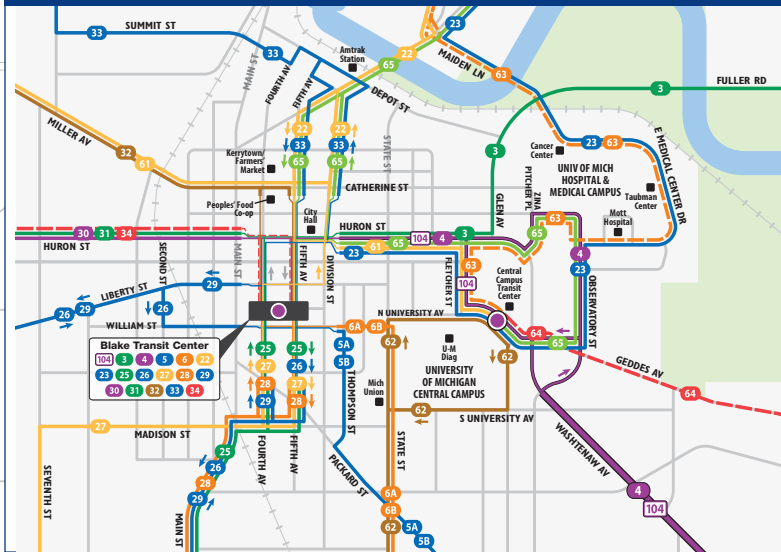 SUMMIT ST
33
33
MAIN ST
FOURTH AV
FIFTH AV
Amtrak
Station
22
65
23
MAIDEN LN
63
DEPOT ST
3
FULLER RD
MILLER AV
32
61
22
33
65
22
33
65
STATE ST
Kerrytown/
Farmers'
Market
CATHERINE ST
Peoples' Food
Co-op
City
Hall
3
Cancer
Center
23
63
UNIV OF MICH
HOSPITAL &
MEDICAL CAMPUS
E MEDICAL CENTER DR
Taubman
Center
Mott
Hospital
GLEN AV
ZINA
PITCHER PL
63
65
30
31
34
HURON ST
HURON ST
104
4
3
61
65
23
4
23
SECOND ST
MAIN ST
FIFTH AV
DIVISION ST
FLETCHER ST
63
104
Central
Campus
Transit
Center
OBSERVATORY ST
LIBERTY ST
29
26
29
26
WILLIAM ST
N UNIVERSITY AV
6A
6B
5A
5B
62
64
65
62
GEDDES AV
64
Blake Transit Center
104
3
4
5
6
22
23
25
26
27
28
29
30
31
32
33
34
25
27
28
29
25
26
27
28
THOMPSON ST
U-M
Diag
UNIVERSITY
OF MICHIGAN
CENTRAL CAMPUS
Mich
Union
62
S UNIVERSITY AV
27
MADISON ST
SEVENTH ST
FOURTH AV
FIFTH AV
25
26
28
29
MAIN ST
PACKARD ST
STATE ST
6A
6B
62
5A
5B
WASHTENAW AV
4
104